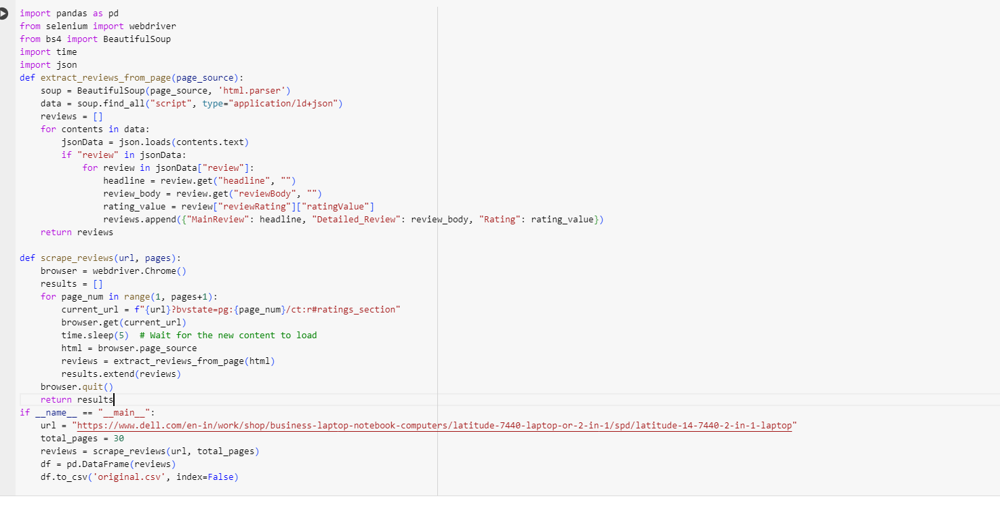 import pandas as pd
from selenium import webdriver
from bs4 import BeautifulSoup
import time
import json
def extract_reviews_from_page(page_source):
    soup = BeautifulSoup(page_source, 'html.parser')
    data = soup.find_all("script", type="application/ld+json")
    reviews = []
    for contents in data:
        jsonData = json.loads(contents.text)
        if "review" in jsonData:
            for review in jsonData["review"]:
                headline = review.get("headline", "")
                review_body = review.get("reviewBody", "")
                rating_value = review["reviewRating"]["ratingValue"]
                reviews.append({"MainReview": headline, "Detailed_Review": review_body, "Rating": rating_value})
    return reviews

def scrape_reviews(url, pages):
    browser = webdriver.Chrome()
    results = []
    for page_num in range(1, pages+1):
        current_url = f"{url}?bvstate=pg:{page_num}/ct:r#ratings_section"
        browser.get(current_url)
        time.sleep(5)  # Wait for the new content to load
        html = browser.page_source
        reviews = extract_reviews_from_page(html)
        results.extend(reviews)
    browser.quit()
    return results
if __name__ == "__main__":
    url = "https://www.dell.com/en-in/work/shop/business-laptop-notebook-computers/latitude-7440-laptop-or-2-in-1/spd/latitude-14-7440-2-in-1-laptop"
    total_pages = 30
    reviews = scrape_reviews(url, total_pages)
    df = pd.DataFrame(reviews)
    df.to_csv('original.csv', index=False)